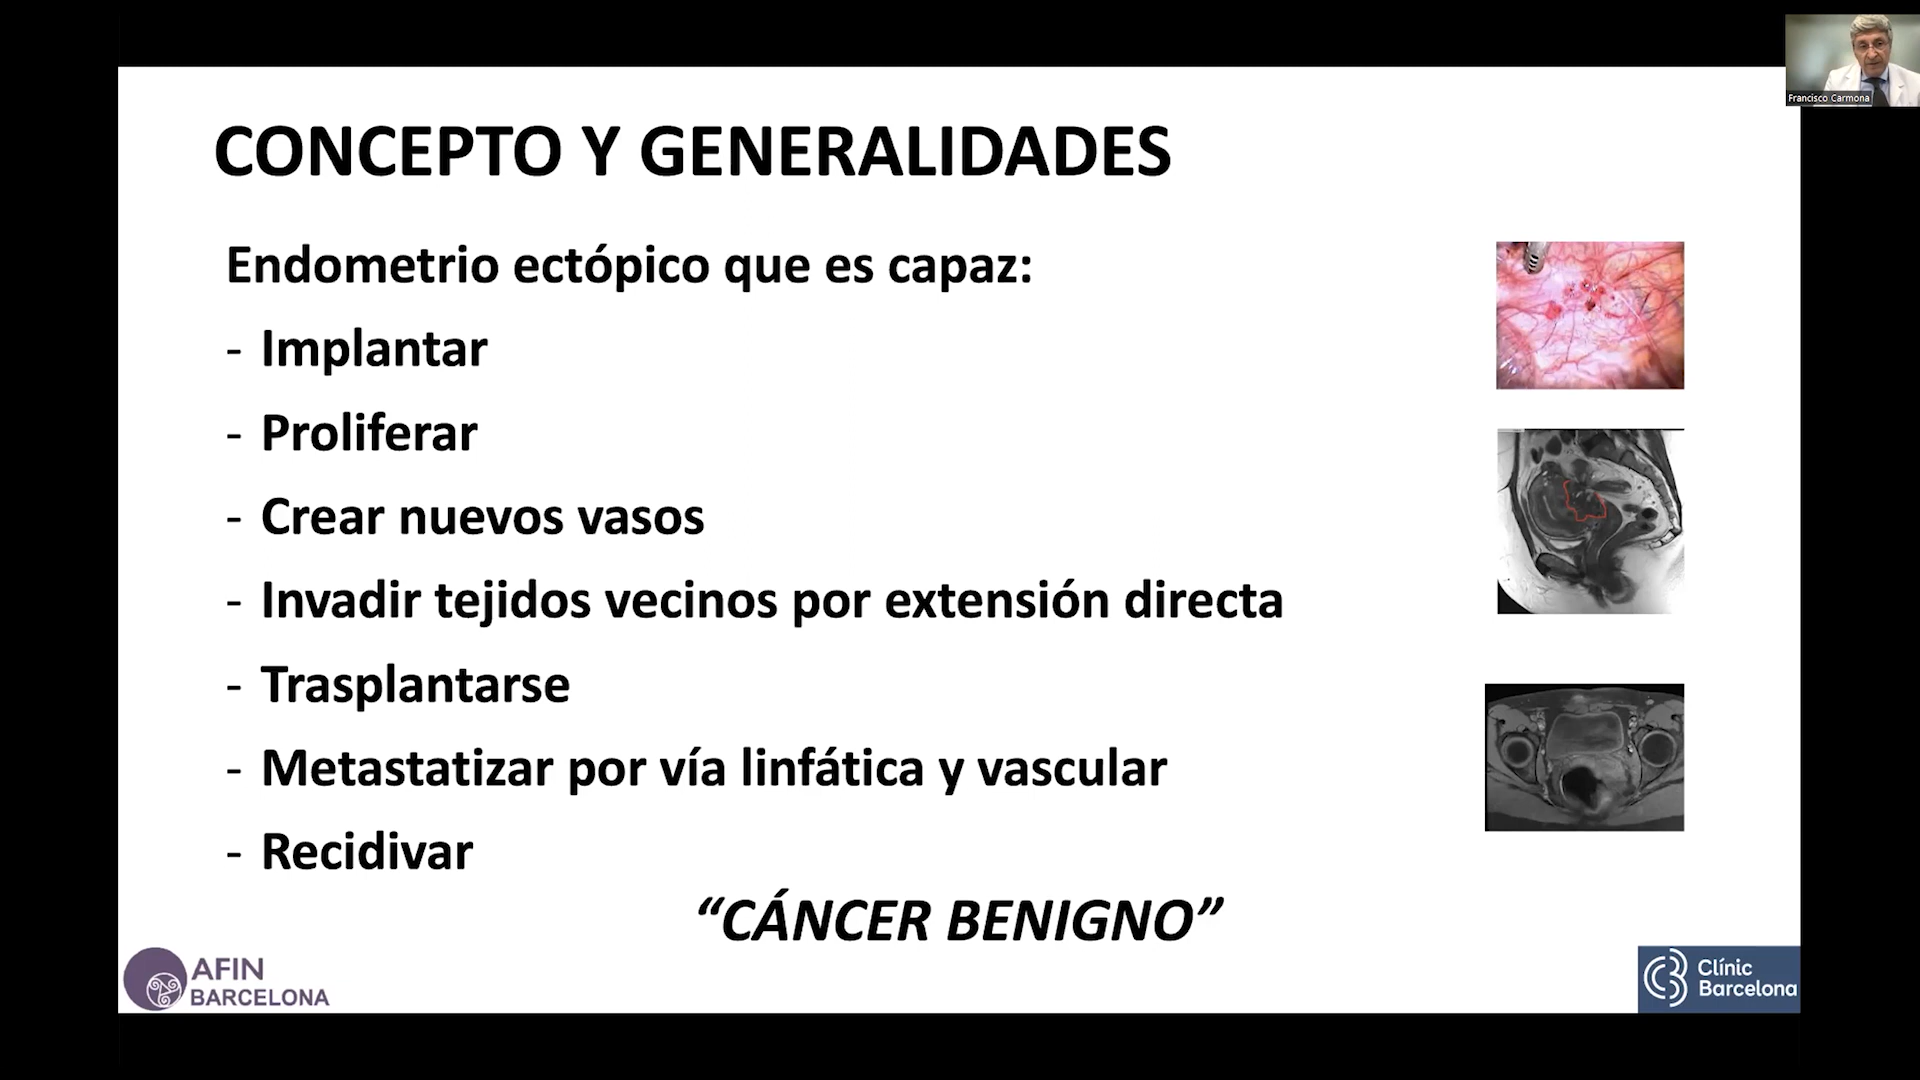 Francisco Carmona
CONCEPTO Y GENERALIDADES
Endometrio ectópico que es capaz:
- Implantar
- Proliferar
- Crear nuevos vasos
- Invadir tejidos vecinos por extensión directa
- Trasplantarse
- Metastatizar por vía linfática y vascular
- Recidivar
“CÁNCER BENIGNO”
AFIN
BARCELONA
Clínic
Barcelona